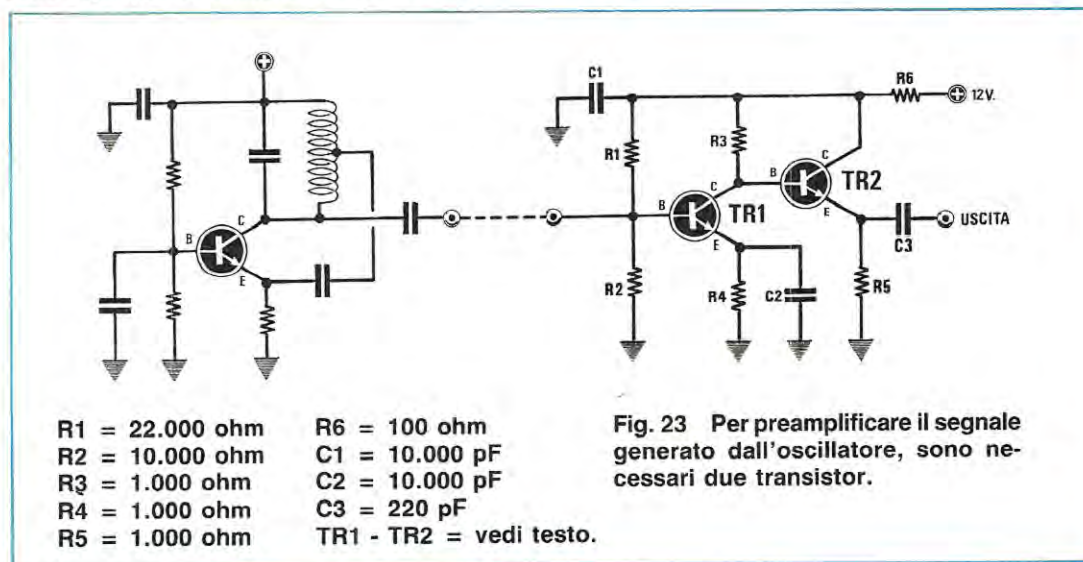 C1
R6
12V.
R1
R3
C
B
TR2
C
B
TR1
E
C
B
E
USCITA
C3
E
R2
R4
C2
R5
R1 = 22.000 ohm
R2 = 10.000 ohm
R3 = 1.000 ohm
R4 = 1.000 ohm
R5 = 1.000 ohm
R6 = 100 ohm
C1 = 10.000 pF
C2 = 10.000 pF
C3 = 220 pF
TR1 - TR2 = vedi testo.
Fig. 23 Per preamplificare il segnale
generato dall'oscillatore, sono ne-
cessari due transistor.